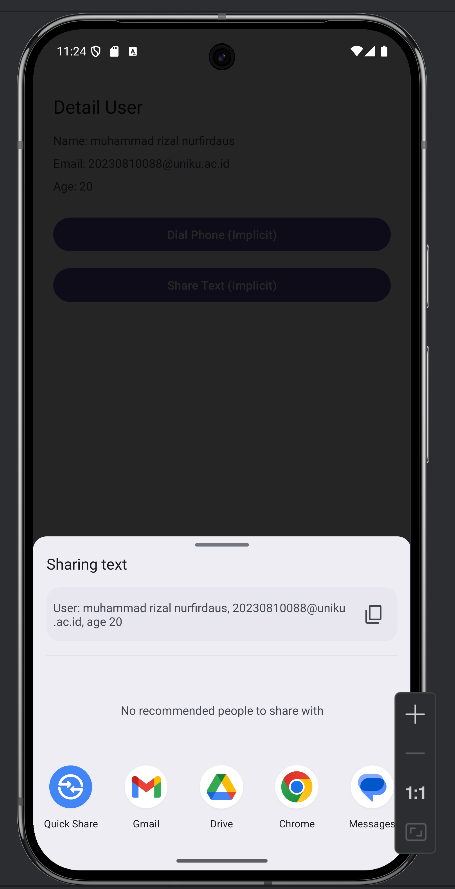 11:24
Detail User
Name: muhammad rizal nurfirdaus
Email: 20230810088@uniku.ac.id
Age: 20
Dial Phone (Implicit)
Share Text (Implicit)
Sharing text
User: muhammad rizal nurfirdaus, 20230810088@uniku
.ac.id, age 20
No recommended people to share with
Quick Share
Gmail
Drive
Chrome
Messages
1:1